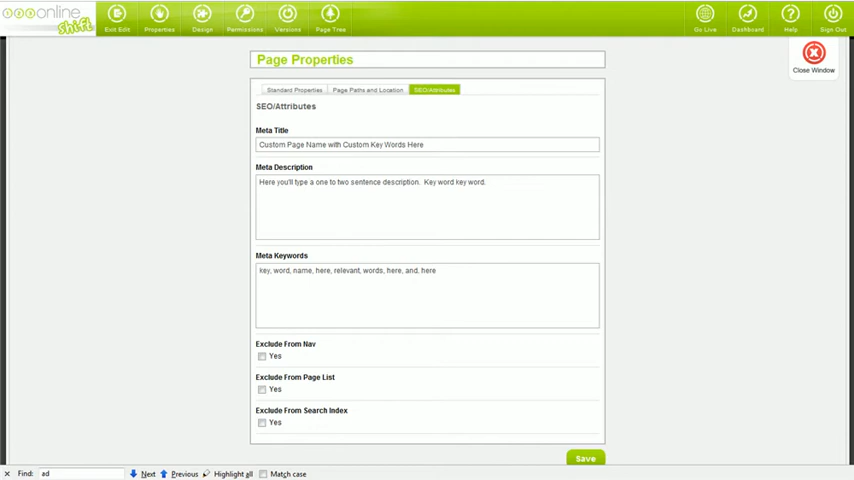 123 online shift
Exit Edit Properties Design Permissions Versions Page Tree Go Live Dashboard Help Sign Out
Close Window
Page Properties
Standard Properties Page Paths and Location SEO/Attributes
SEO/Attributes
Meta Title
Custom Page Name with Custom Key Words Here
Meta Description
Here you'll type a one to two sentence description. Key word key word.
Meta Keywords
key, word, name, here, relevant, words, here, and, here
Exclude From Nav
Yes
Exclude From Page List
Yes
Exclude From Search Index
Yes
Save
Find: ad Next Previous Highlight all Match case